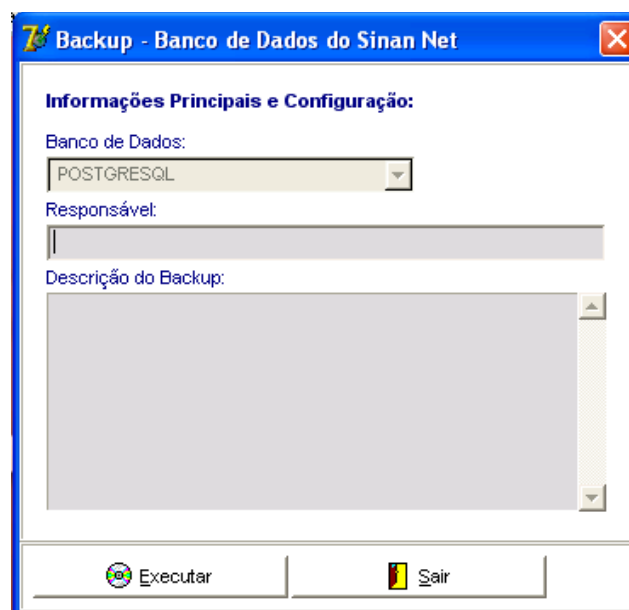 Backup - Banco de Dados do Sinan Net
Informações Principais e Configuração:
Banco de Dados:
POSTGRESQL
Responsável:
Descrição do Backup:
Executar Sair